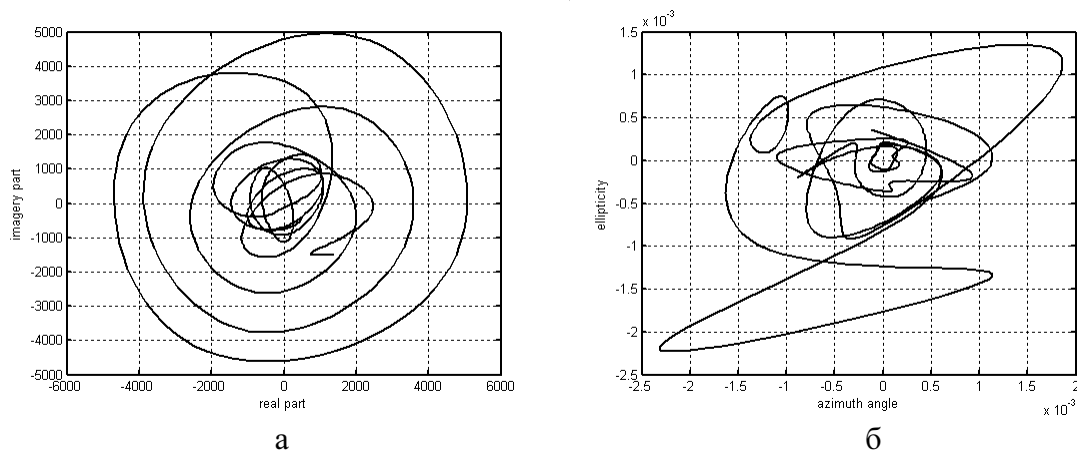 5000
4000
3000
2000
1000
0
-1000
-2000
-3000
-4000
-5000
-6000 -4000 -2000 0 2000 4000 6000
imagery part
real part
а
x 10⁻³
1.5
1
0.5
0
-0.5
-1
-1.5
-2
-2.5
-2.5 -2 -1.5 -1 -0.5 0 0.5 1 1.5 2
ellipticity
azimuth angle
x 10⁻³
б